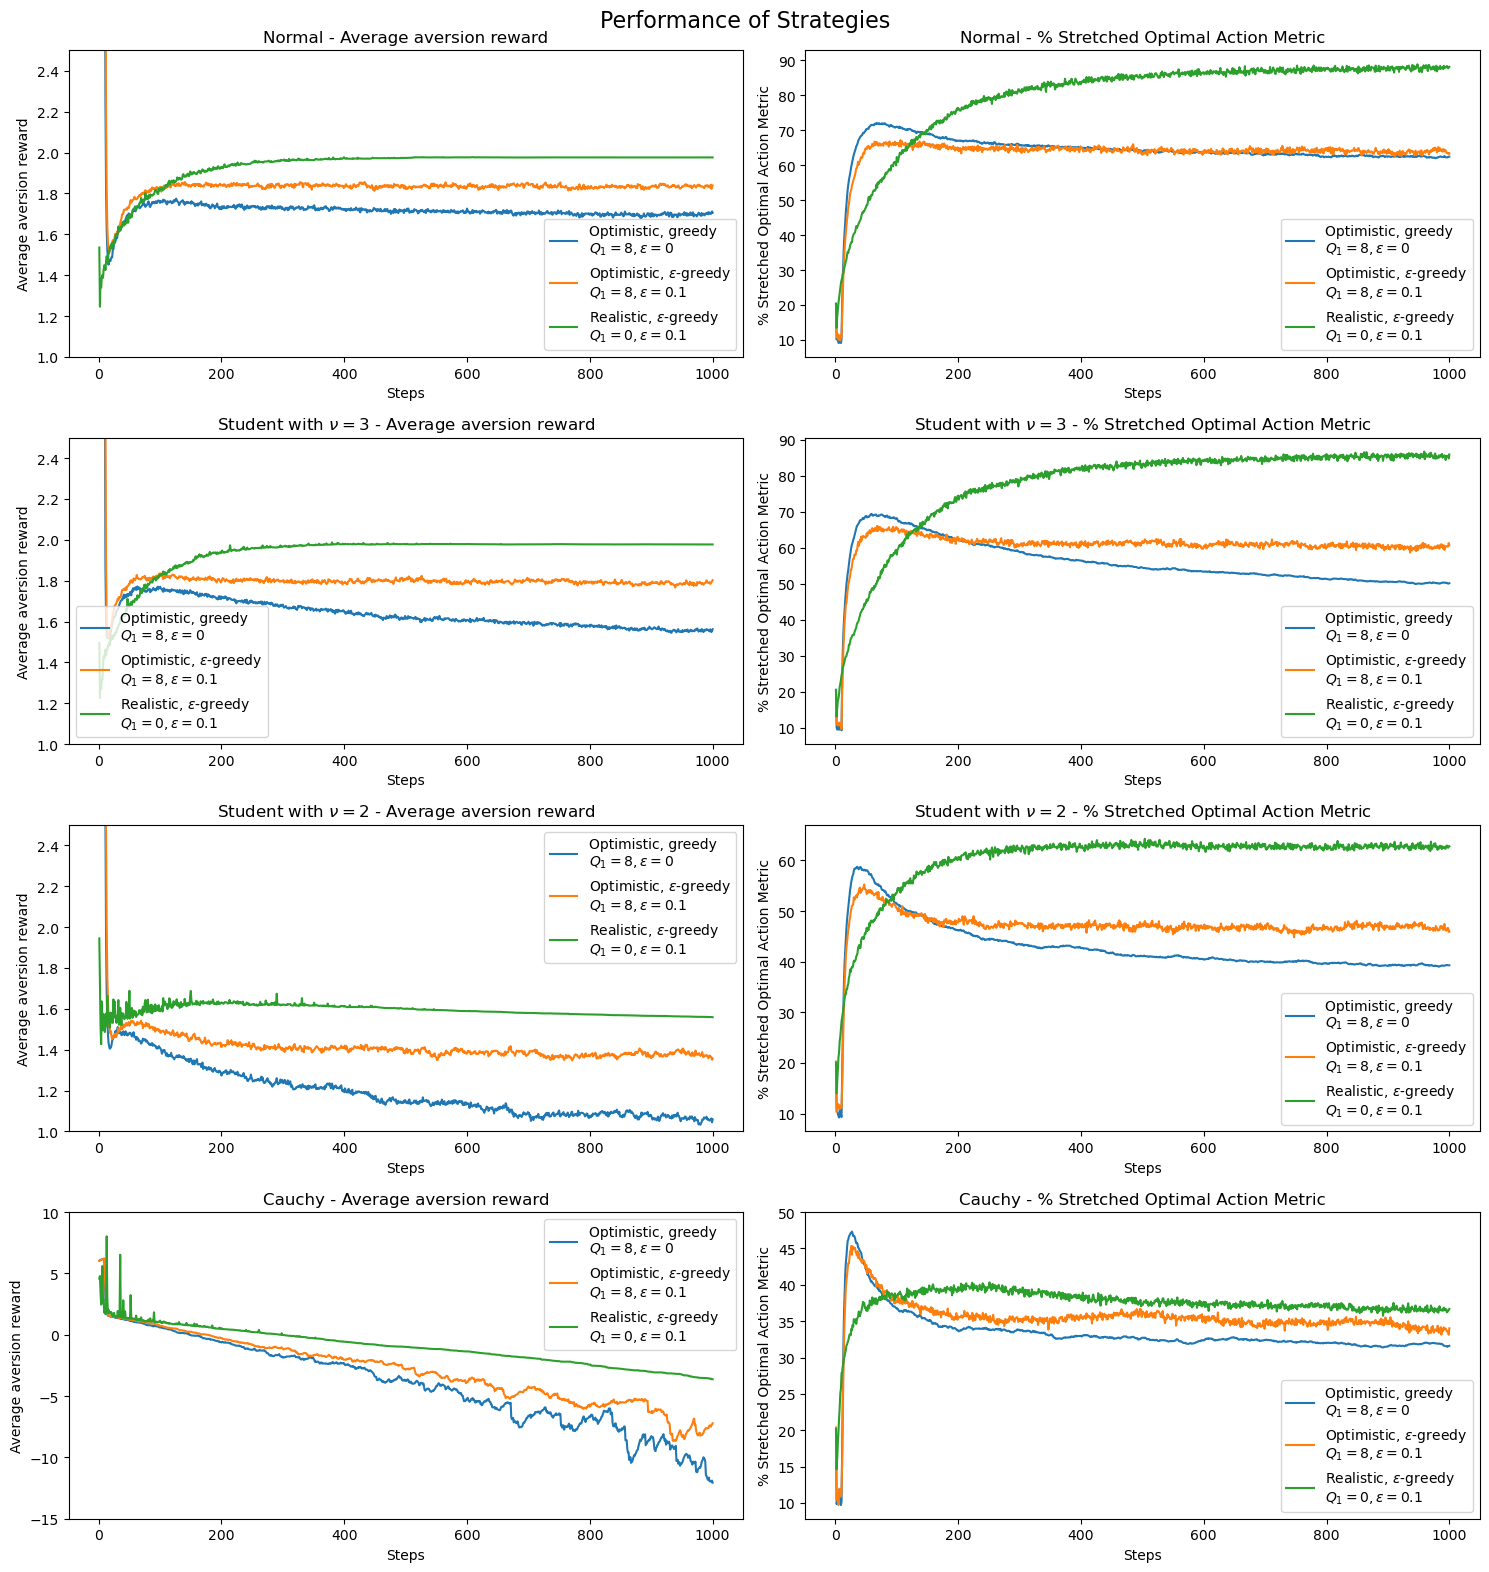 Performance of Strategies
Normal - Average aversion reward
Average aversion reward
2.4
2.2
2.0
1.8
1.6
1.4
1.2
1.0
0 200 400 600 800 1000
Steps
Optimistic, greedy
Q₁ = 8, ε = 0
Optimistic, ε-greedy
Q₁ = 8, ε = 0.1
Realistic, ε-greedy
Q₁ = 0, ε = 0.1
Normal - % Stretched Optimal Action Metric
% Stretched Optimal Action Metric
90
80
70
60
50
40
30
20
10
0 200 400 600 800 1000
Steps
Optimistic, greedy
Q₁ = 8, ε = 0
Optimistic, ε-greedy
Q₁ = 8, ε = 0.1
Realistic, ε-greedy
Q₁ = 0, ε = 0.1
Student with ν = 3 - Average aversion reward
Average aversion reward
2.4
2.2
2.0
1.8
1.6
1.4
1.2
1.0
0 200 400 600 800 1000
Steps
Optimistic, greedy
Q₁ = 8, ε = 0
Optimistic, ε-greedy
Q₁ = 8, ε = 0.1
Realistic, ε-greedy
Q₁ = 0, ε = 0.1
Student with ν = 3 - % Stretched Optimal Action Metric
% Stretched Optimal Action Metric
90
80
70
60
50
40
30
20
10
0 200 400 600 800 1000
Steps
Optimistic, greedy
Q₁ = 8, ε = 0
Optimistic, ε-greedy
Q₁ = 8, ε = 0.1
Realistic, ε-greedy
Q₁ = 0, ε = 0.1
Student with ν = 2 - Average aversion reward
Average aversion reward
2.4
2.2
2.0
1.8
1.6
1.4
1.2
1.0
0 200 400 600 800 1000
Steps
Optimistic, greedy
Q₁ = 8, ε = 0
Optimistic, ε-greedy
Q₁ = 8, ε = 0.1
Realistic, ε-greedy
Q₁ = 0, ε = 0.1
Student with ν = 2 - % Stretched Optimal Action Metric
% Stretched Optimal Action Metric
60
50
40
30
20
10
0 200 400 600 800 1000
Steps
Optimistic, greedy
Q₁ = 8, ε = 0
Optimistic, ε-greedy
Q₁ = 8, ε = 0.1
Realistic, ε-greedy
Q₁ = 0, ε = 0.1
Cauchy - Average aversion reward
Average aversion reward
10
5
0
−5
−10
−15
0 200 400 600 800 1000
Steps
Optimistic, greedy
Q₁ = 8, ε = 0
Optimistic, ε-greedy
Q₁ = 8, ε = 0.1
Realistic, ε-greedy
Q₁ = 0, ε = 0.1
Cauchy - % Stretched Optimal Action Metric
% Stretched Optimal Action Metric
50
45
40
35
30
25
20
15
10
0 200 400 600 800 1000
Steps
Optimistic, greedy
Q₁ = 8, ε = 0
Optimistic, ε-greedy
Q₁ = 8, ε = 0.1
Realistic, ε-greedy
Q₁ = 0, ε = 0.1